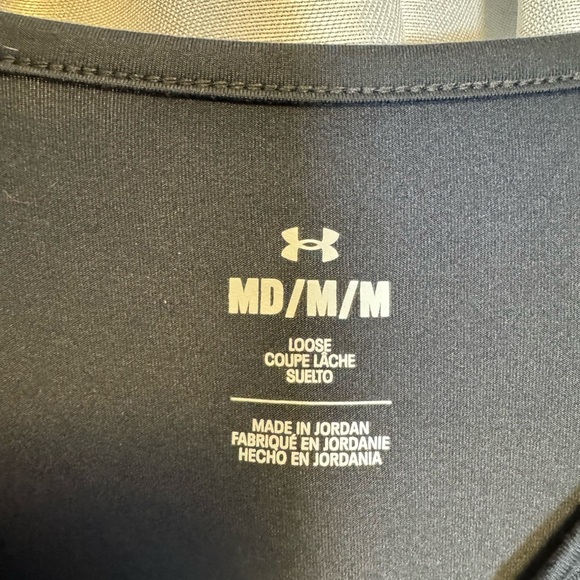 MD/M/M
LOOSE
COUPE LÂCHE
SUELTO
MADE IN JORDAN
FABRIQUÉ EN JORDANIE
HECHO EN JORDANIA